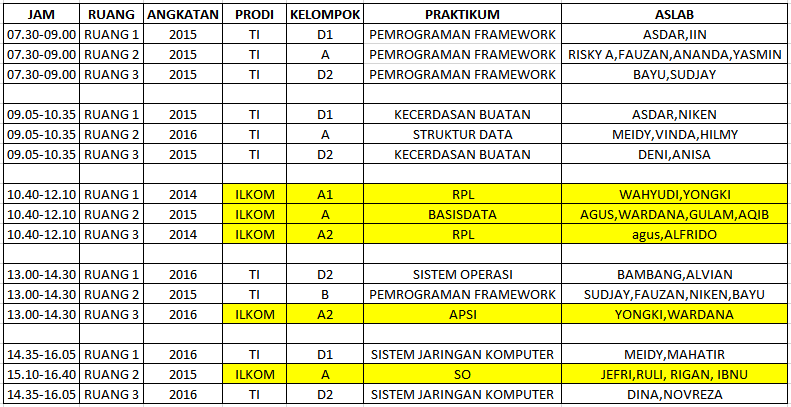 JAM RUANG ANGKATAN PRODI KELOMPOK PRAKTIKUM ASLAB
07.30-09.00 RUANG 1 2015 TI D1 PEMROGRAMAN FRAMEWORK ASDAR,IIN
07.30-09.00 RUANG 2 2015 TI A PEMROGRAMAN FRAMEWORK RISKY A,FAUZAN,ANANDA,YASMIN
07.30-09.00 RUANG 3 2015 TI D2 PEMROGRAMAN FRAMEWORK BAYU,SUDJAY
09.05-10.35 RUANG 1 2015 TI D1 KECERDASAN BUATAN ASDAR,NIKEN
09.05-10.35 RUANG 2 2016 TI A STRUKTUR DATA MEIDY,VINDA,HILMY
09.05-10.35 RUANG 3 2015 TI D2 KECERDASAN BUATAN DENI,ANISA
10.40-12.10 RUANG 1 2014 ILKOM A1 RPL WAHYUDI,YONGKI
10.40-12.10 RUANG 2 2015 ILKOM A BASISDATA AGUS,WARDANA,GULAM,AQIB
10.40-12.10 RUANG 3 2014 ILKOM A2 RPL agus,ALFRIDO
13.00-14.30 RUANG 1 2016 TI D2 SISTEM OPERASI BAMBANG,ALVIAN
13.00-14.30 RUANG 2 2015 TI B PEMROGRAMAN FRAMEWORK SUDJAY,FAUZAN,NIKEN,BAYU
13.00-14.30 RUANG 3 2016 ILKOM A2 APSI YONGKI,WARDANA
14.35-16.05 RUANG 1 2016 TI D1 SISTEM JARINGAN KOMPUTER MEIDY,MAHATIR
15.10-16.40 RUANG 2 2015 ILKOM A SO JEFRI,RULI, RIGAN, IBNU
14.35-16.05 RUANG 3 2016 TI D2 SISTEM JARINGAN KOMPUTER DINA,NOVREZA